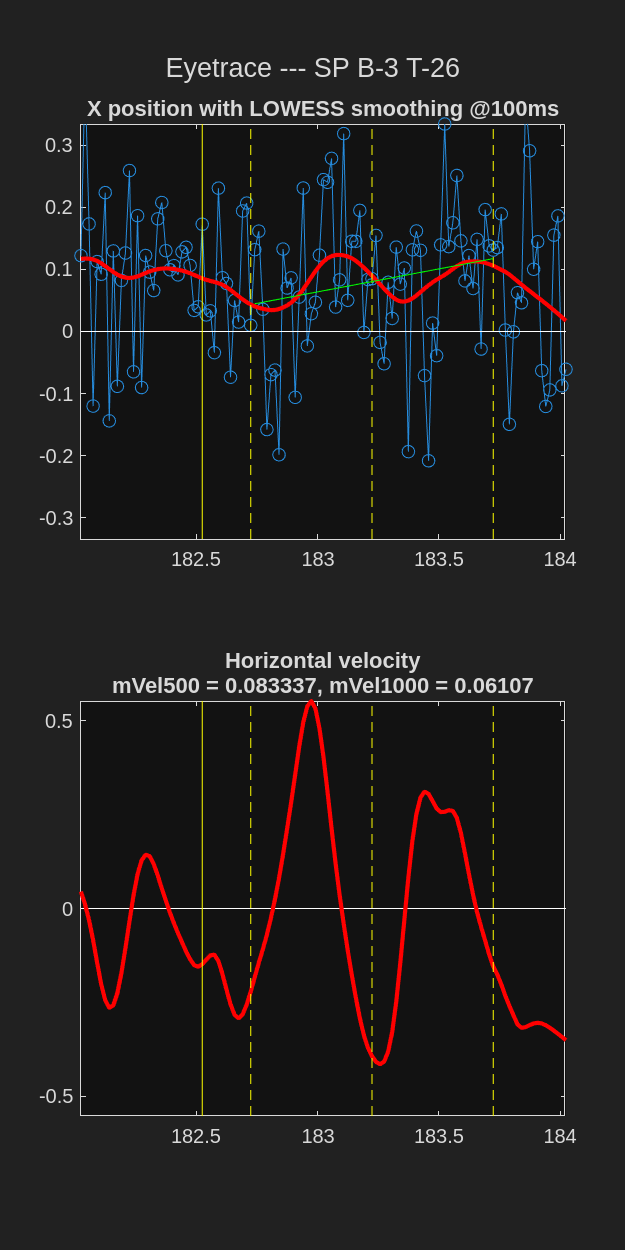 Eyetrace --- SP B-3 T-26
X position with LOWESS smoothing @100ms
0.3
0.2
0.1
0
-0.1
-0.2
-0.3
182.5 183 183.5 184
Horizontal velocity
mVel500 = 0.083337, mVel1000 = 0.06107
0.5
0
-0.5
182.5 183 183.5 184